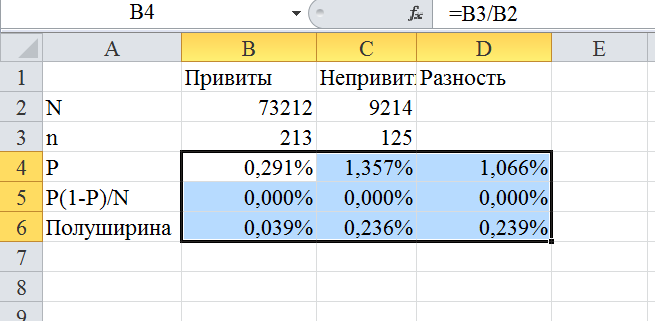 B4 fx =B3/B2
A B C D E
1 Привиты Непривит Разность
2 N 73212 9214
3 n 213 125
4 P 0,291% 1,357% 1,066%
5 P(1-P)/N 0,000% 0,000% 0,000%
6 Полуширина 0,039% 0,236% 0,239%
7
8
9